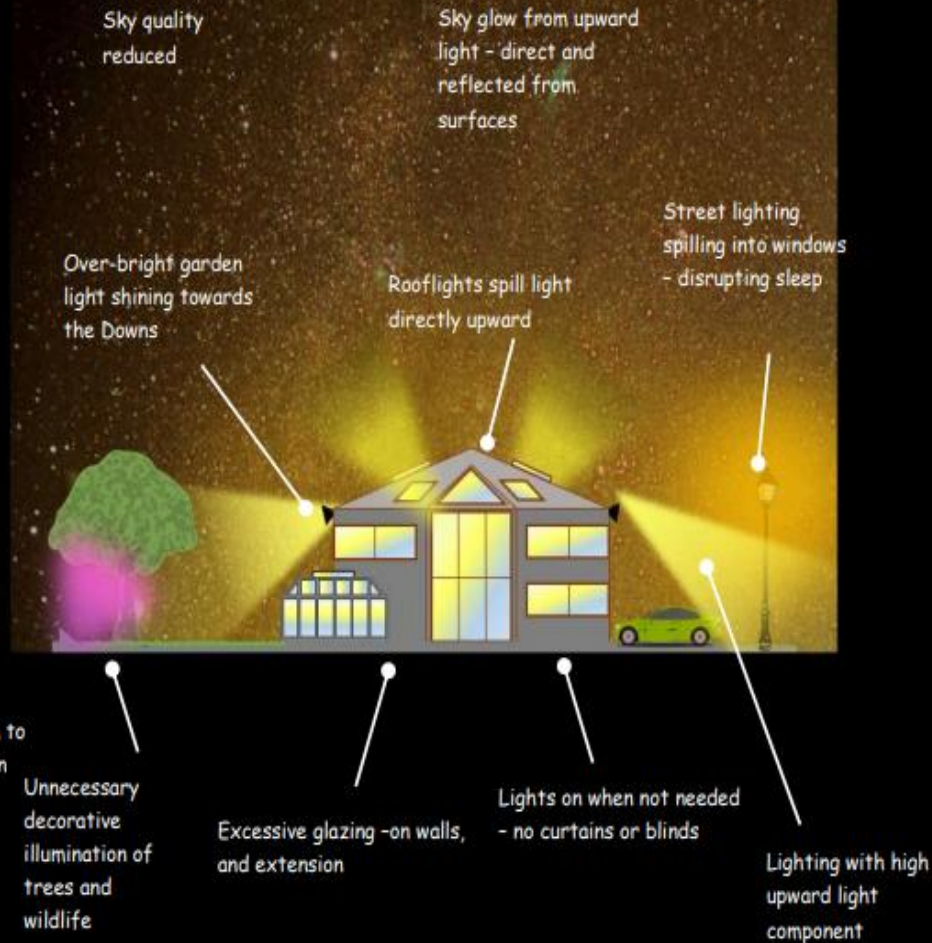 Sky quality
reduced
Sky glow from upward
light – direct and
reflected from
surfaces
Street lighting
spilling into windows
– disrupting sleep
Over-bright garden
light shining towards
the Downs
Rooflights spill light
directly upward
to
Unnecessary
decorative
illumination of
trees and
wildlife
Excessive glazing –on walls,
and extension
Lights on when not needed
– no curtains or blinds
Lighting with high
upward light
component